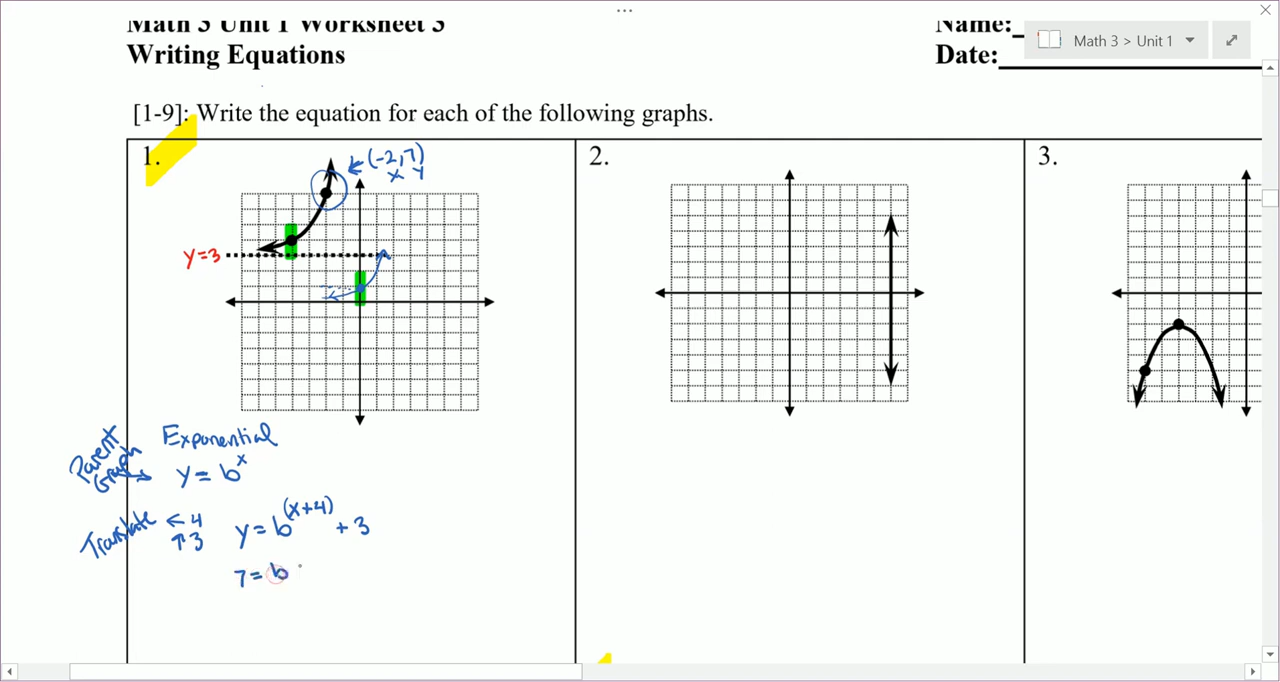 Math 3 Unit 1 Worksheet 3
Name:_
Math 3 > Unit 1
Writing Equations
Date:
[1-9]: Write the equation for each of the following graphs.
1.
2.
3.
(-2,7)
x y
y=3
Parent Graph
Exponential
y = b^x
Translate
←4
↑3
y = b^(x+4) + 3
7 = b